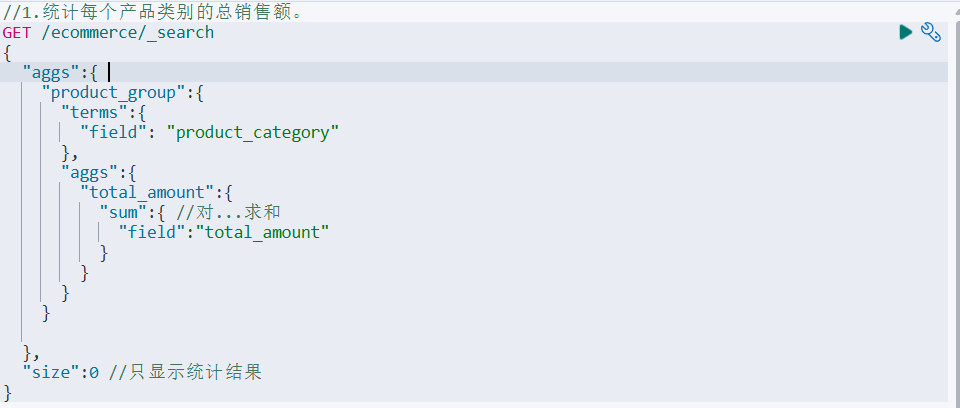 //1.统计每个产品类别的总销售额。
GET /ecommerce/_search
{
"aggs":{
"product_group":{
"terms":{
"field": "product_category"
},
"aggs":{
"total_amount":{
"sum":{ //对...求和
"field":"total_amount"
}
}
}
}
},
"size":0 //只显示统计结果
}